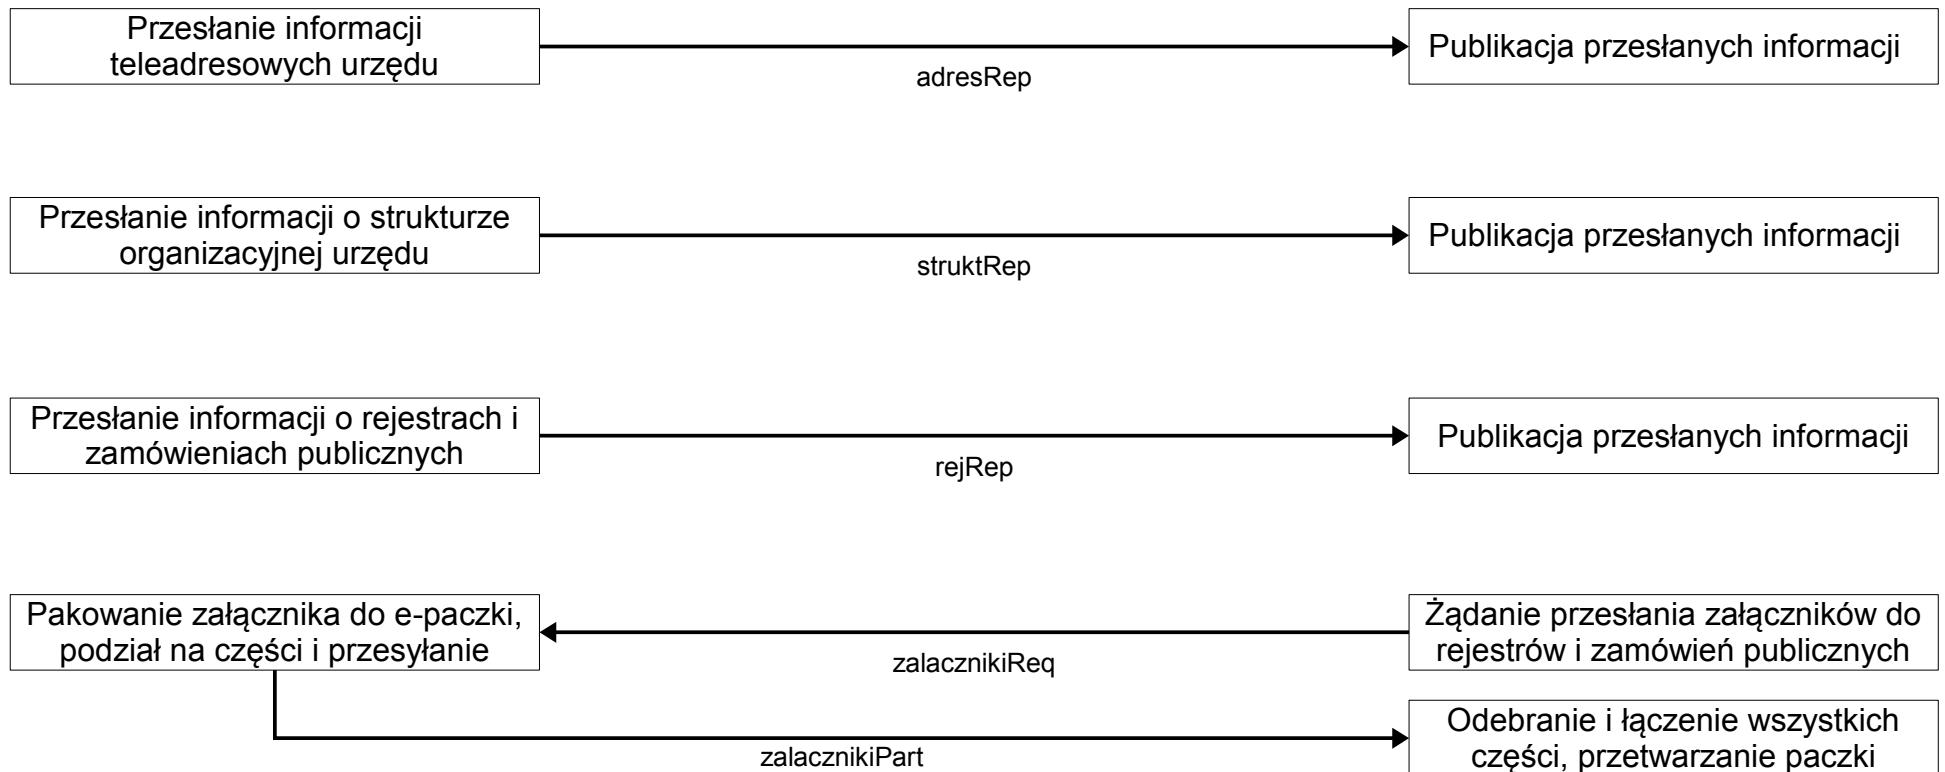 Przesłanie informacji
teleadresowych urzędu
adresRep
Publikacja przesłanych informacji
Przesłanie informacji o strukturze
organizacyjnej urzędu
struktRep
Publikacja przesłanych informacji
Przesłanie informacji o rejestrach i
zamówieniach publicznych
rejRep
Publikacja przesłanych informacji
Pakowanie załącznika do e-paczki,
podział na części i przesyłanie
zalacznikiReq
Żądanie przesłania załączników do
rejestrów i zamówień publicznych
zalacznikiPart
Odebranie i łączenie wszystkich
części, przetwarzanie paczki